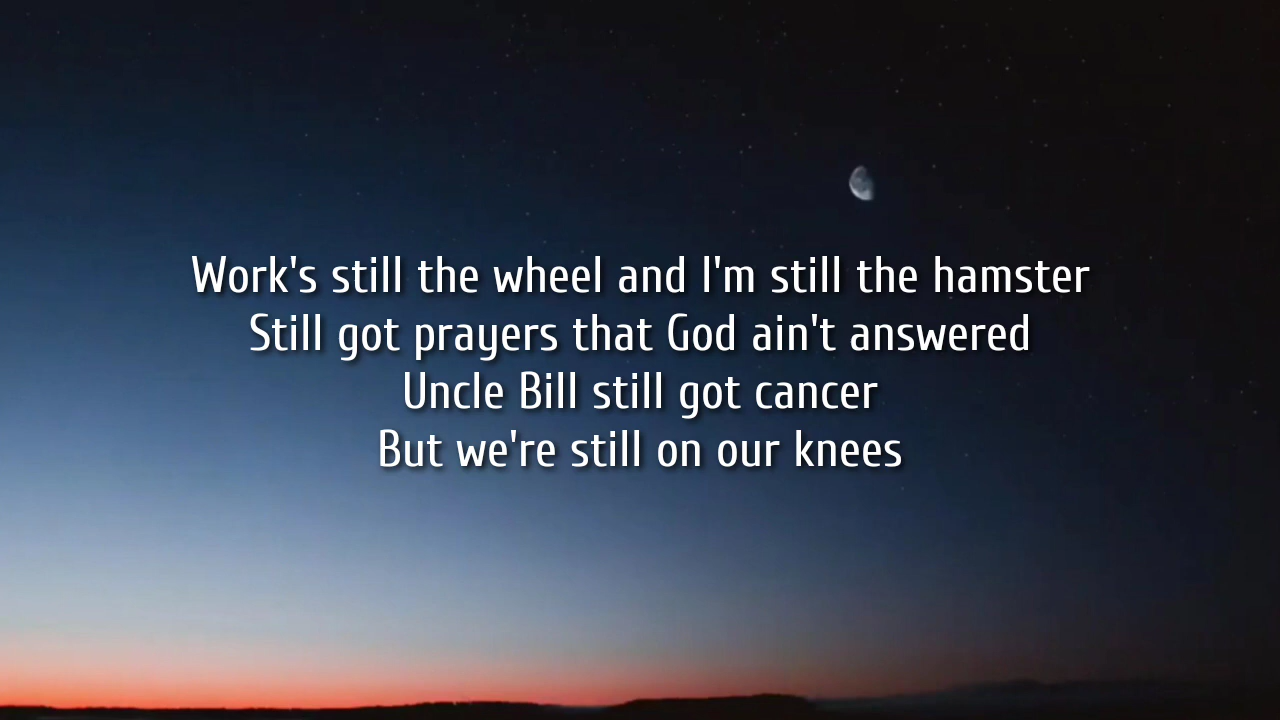 Work's still the wheel and I'm still the hamster
Still got prayers that God ain't answered
Uncle Bill still got cancer
But we're still on our knees